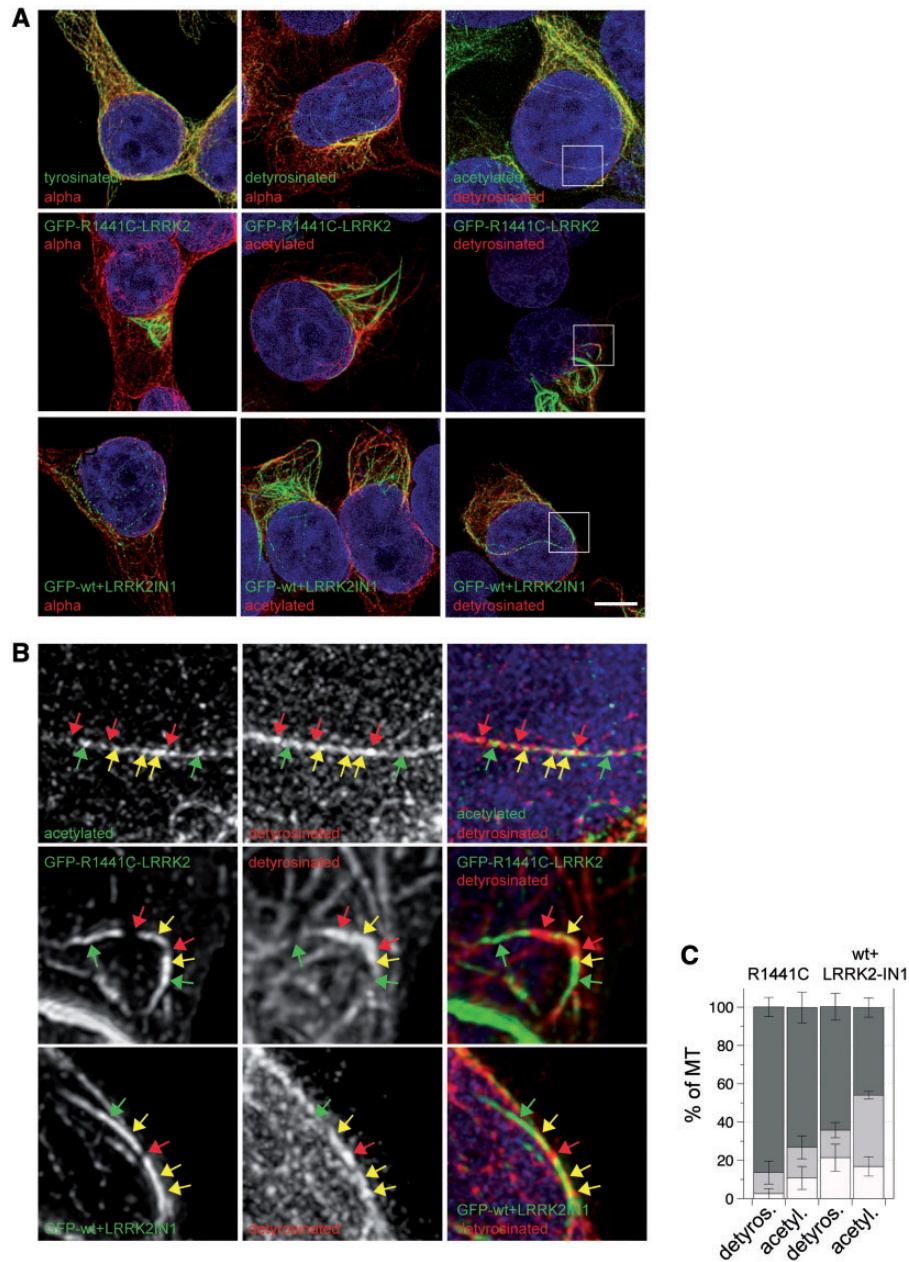 A
tyrosinated
alpha
detyrosinated
alpha
acetylated
detyrosinated
GFP-R1441C-LRRK2
alpha
GFP-R1441C-LRRK2
acetylated
GFP-R1441C-LRRK2
detyrosinated
p
GFP-wt+LRRK2IN1
alpha
GFP-wt+LRRK2IN1
acetylated
GFP-wt+LRRK2IN1
detyrosinated
B
acetylated
detyrosinated
acetylated
detyrosinated
GFP-R1441C-LRRK2
detyrosinated
GFP-R1441C-LRRK2
detyrosinated
GFP-wt+LRRK2IN1
detyrosinated
GFP-wt+LRRK2IN1
detyrosinated
C
R1441C
wt+
LRRK2-IN1
% of MT
100
80
60
40
20
0
detyros.
acetyl.
detyros.
acetyl.